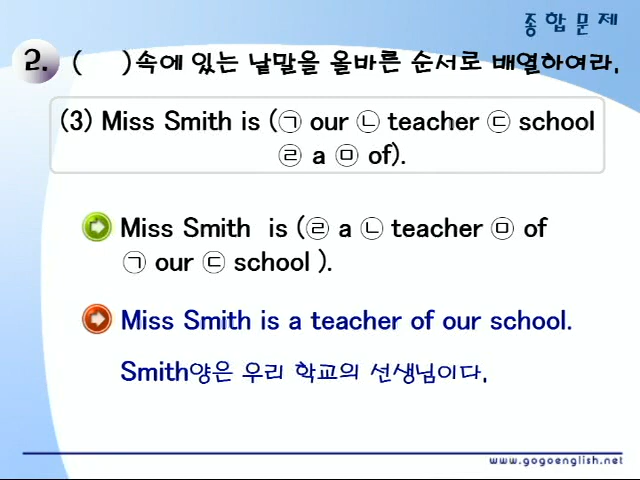 종합문제
2. (    )속에 있는 낱말을 올바른 순서로 배열하여라.
(3) Miss Smith is (㉠ our ㉡ teacher ㉢ school
㉣ a ㉤ of).
Miss Smith is (㉣ a ㉡ teacher ㉤ of
㉠ our ㉢ school ).
Miss Smith is a teacher of our school.
Smith양은 우리 학교의 선생님이다.
www.gogoenglish.net